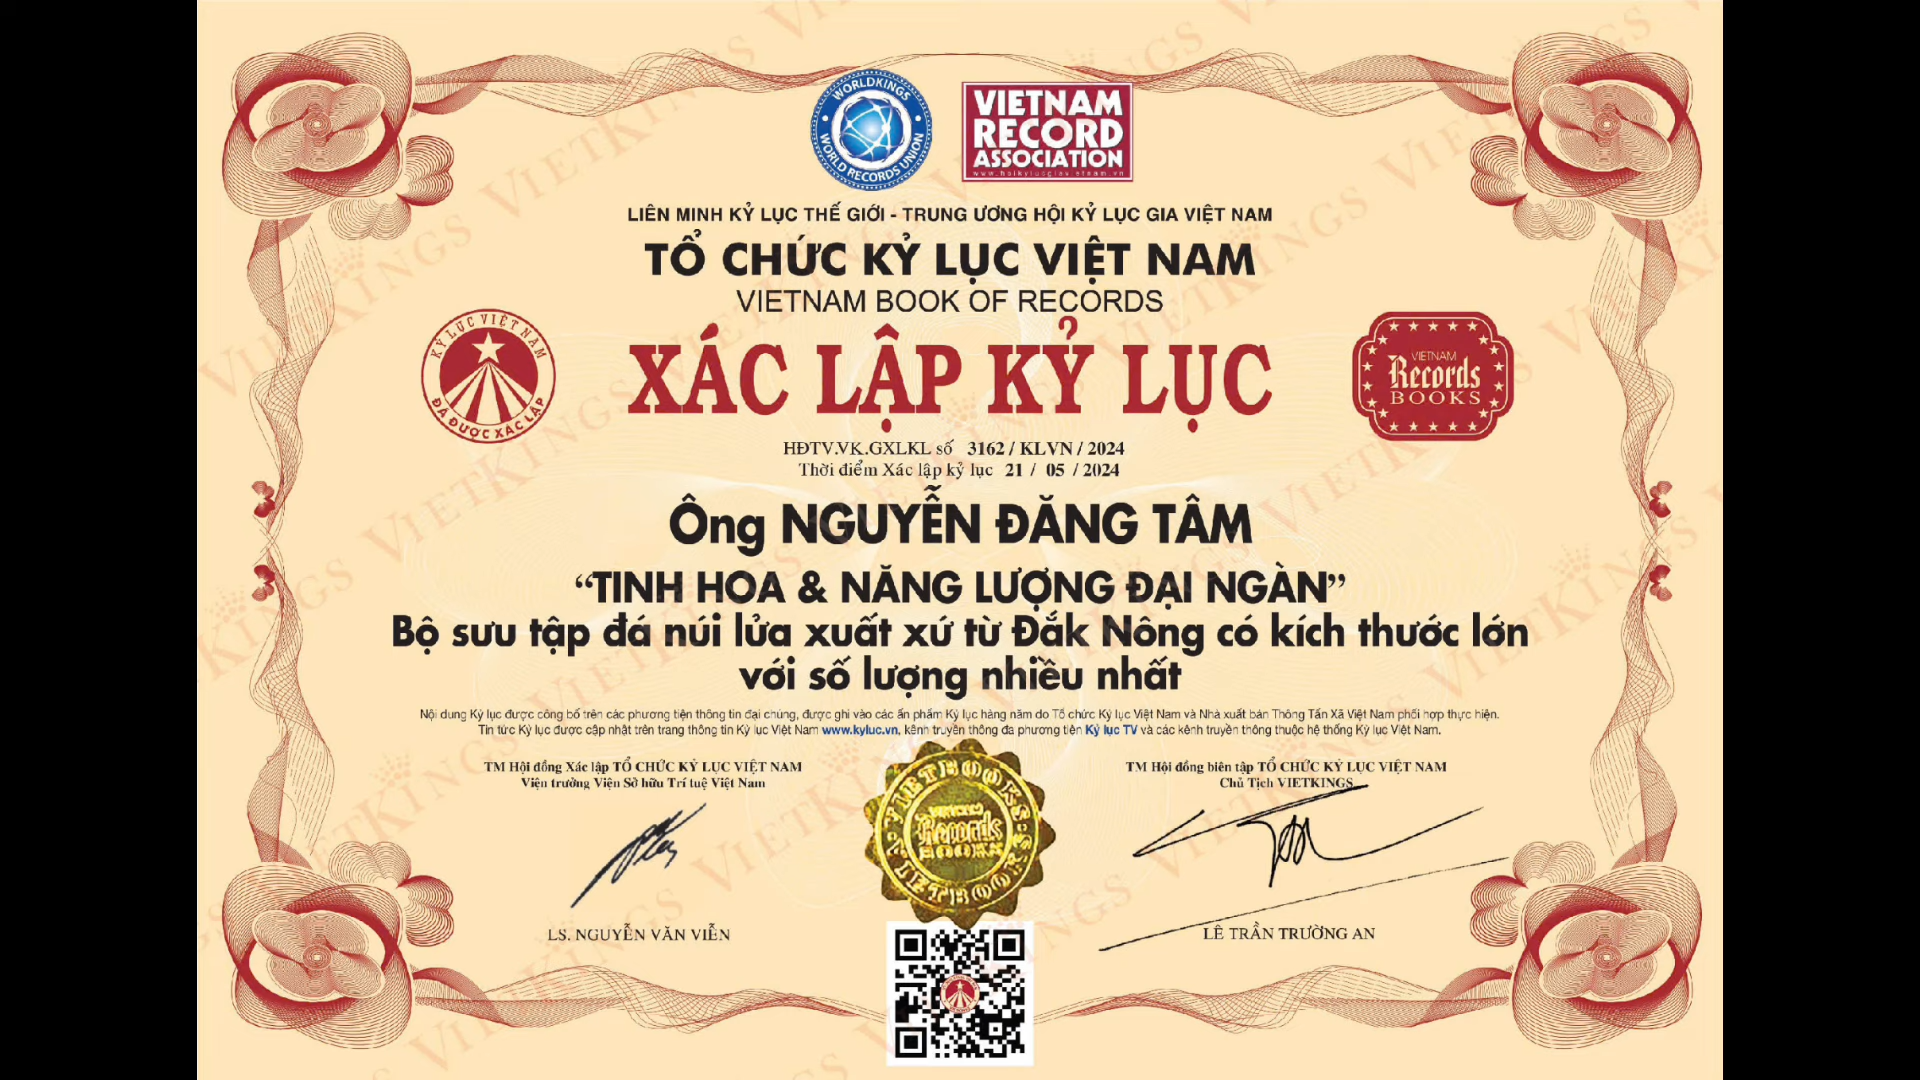 WORLDKINGS
WORLD RECORDS UNION
VIETNAM
RECORD
ASSOCIATION
www.hoikylucgiavietnam.vn
LIÊN MINH KỶ LỤC THẾ GIỚI - TRUNG ƯƠNG HỘI KỶ LỤC GIA VIỆT NAM
TỔ CHỨC KỶ LỤC VIỆT NAM
VIETNAM BOOK OF RECORDS
KỶ LỤC VIỆT NAM
ĐÃ ĐƯỢC XÁC LẬP
XÁC LẬP KỶ LỤC
VIETNAM
Records
BOOKS
HĐTV.VK.GXLKL số 3162 / KLVN / 2024
Thời điểm Xác lập kỷ lục 21 / 05 / 2024
Ông NGUYỄN ĐĂNG TÂM
“TINH HOA & NĂNG LƯỢNG ĐẠI NGÀN”
Bộ sưu tập đá núi lửa xuất xứ từ Đắk Nông có kích thước lớn
với số lượng nhiều nhất
Nội dung Kỷ lục được công bố trên các phương tiện thông tin đại chúng, được ghi vào các ấn phẩm Kỷ lục hàng năm do Tổ chức Kỷ lục Việt Nam và Nhà xuất bản Thông Tấn Xã Việt Nam phối hợp thực hiện.
Tin tức Kỷ lục được cập nhật trên trang thông tin Kỷ lục Việt Nam www.kyluc.vn, kênh truyền thông đa phương tiện Kỷ lục TV và các kênh truyền thông thuộc hệ thống Kỷ lục Việt Nam.
TM Hội đồng Xác lập TỔ CHỨC KỶ LỤC VIỆT NAM
Viện trưởng Viện Sở hữu Trí tuệ Việt Nam
TM Hội đồng biên tập TỔ CHỨC KỶ LỤC VIỆT NAM
Chủ Tịch VIETKINGS
VIETBOOKS
Records
BOOKS
VIETBOOKS
LS. NGUYỄN VĂN VIỄN
LÊ TRẦN TRƯỜNG AN